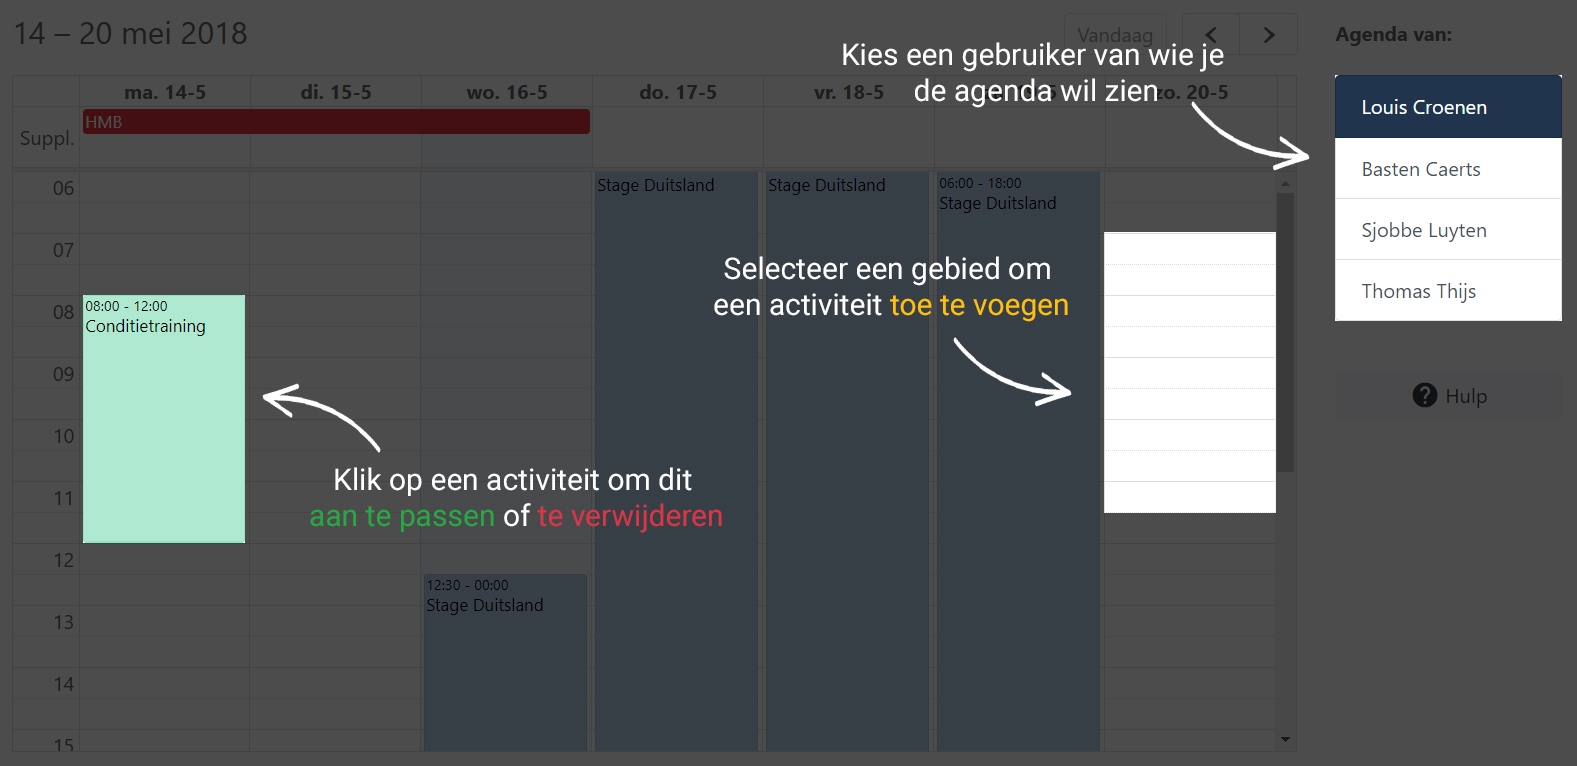 14 – 20 mei 2018
Vandaag
Agenda van:
Kies een gebruiker van wie je
de agenda wil zien
ma. 14-5
di. 15-5
wo. 16-5
do. 17-5
vr. 18-5
zo. 20-5
Louis Croenen
Basten Caerts
Sjobbe Luyten
Thomas Thijs
Hulp
Suppl.
HMB
06
07
08
09
10
11
12
13
14
15
Stage Duitsland
Stage Duitsland
06:00 - 18:00
Stage Duitsland
Selecteer een gebied om
een activiteit toe te voegen
08:00 - 12:00
Conditietraining
Klik op een activiteit om dit
aan te passen of te verwijderen
12:30 - 00:00
Stage Duitsland